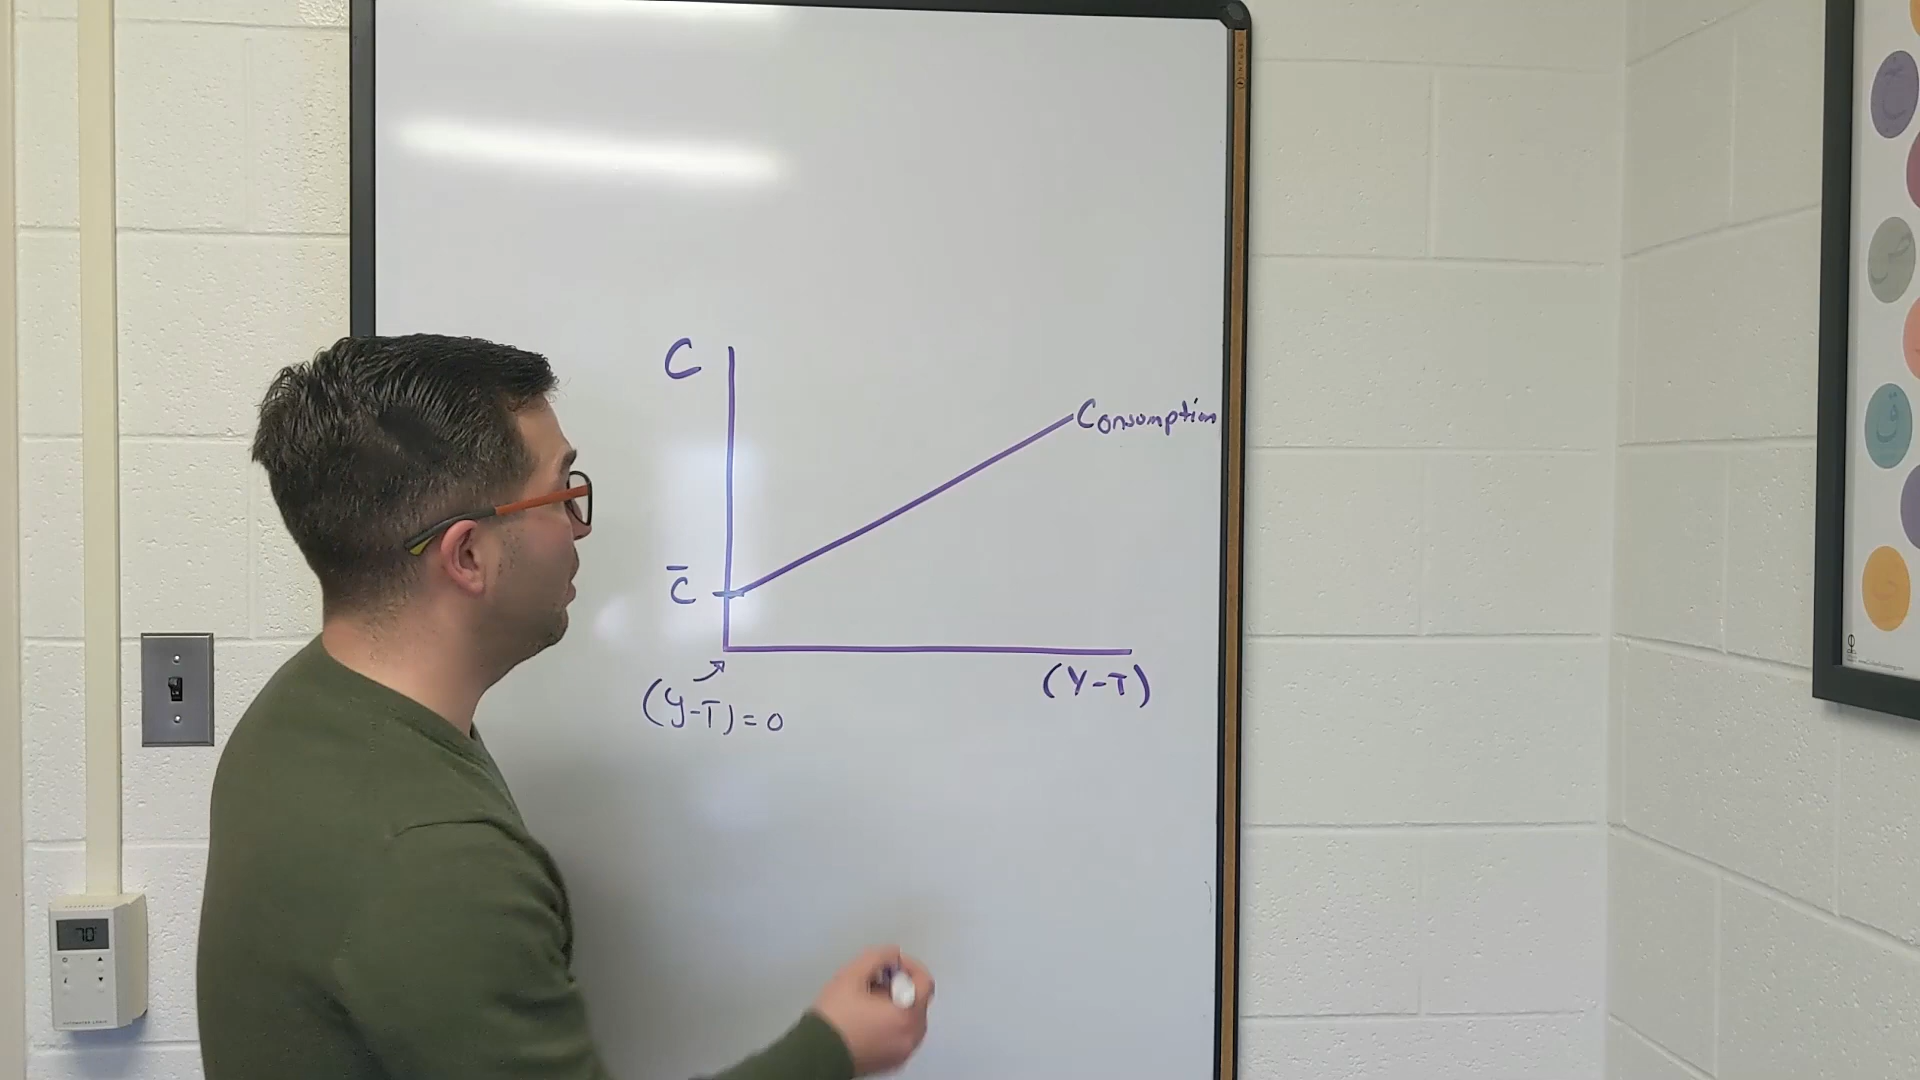 C
Consumption
C̄
(Y-T)
(Y-T)=0
70°